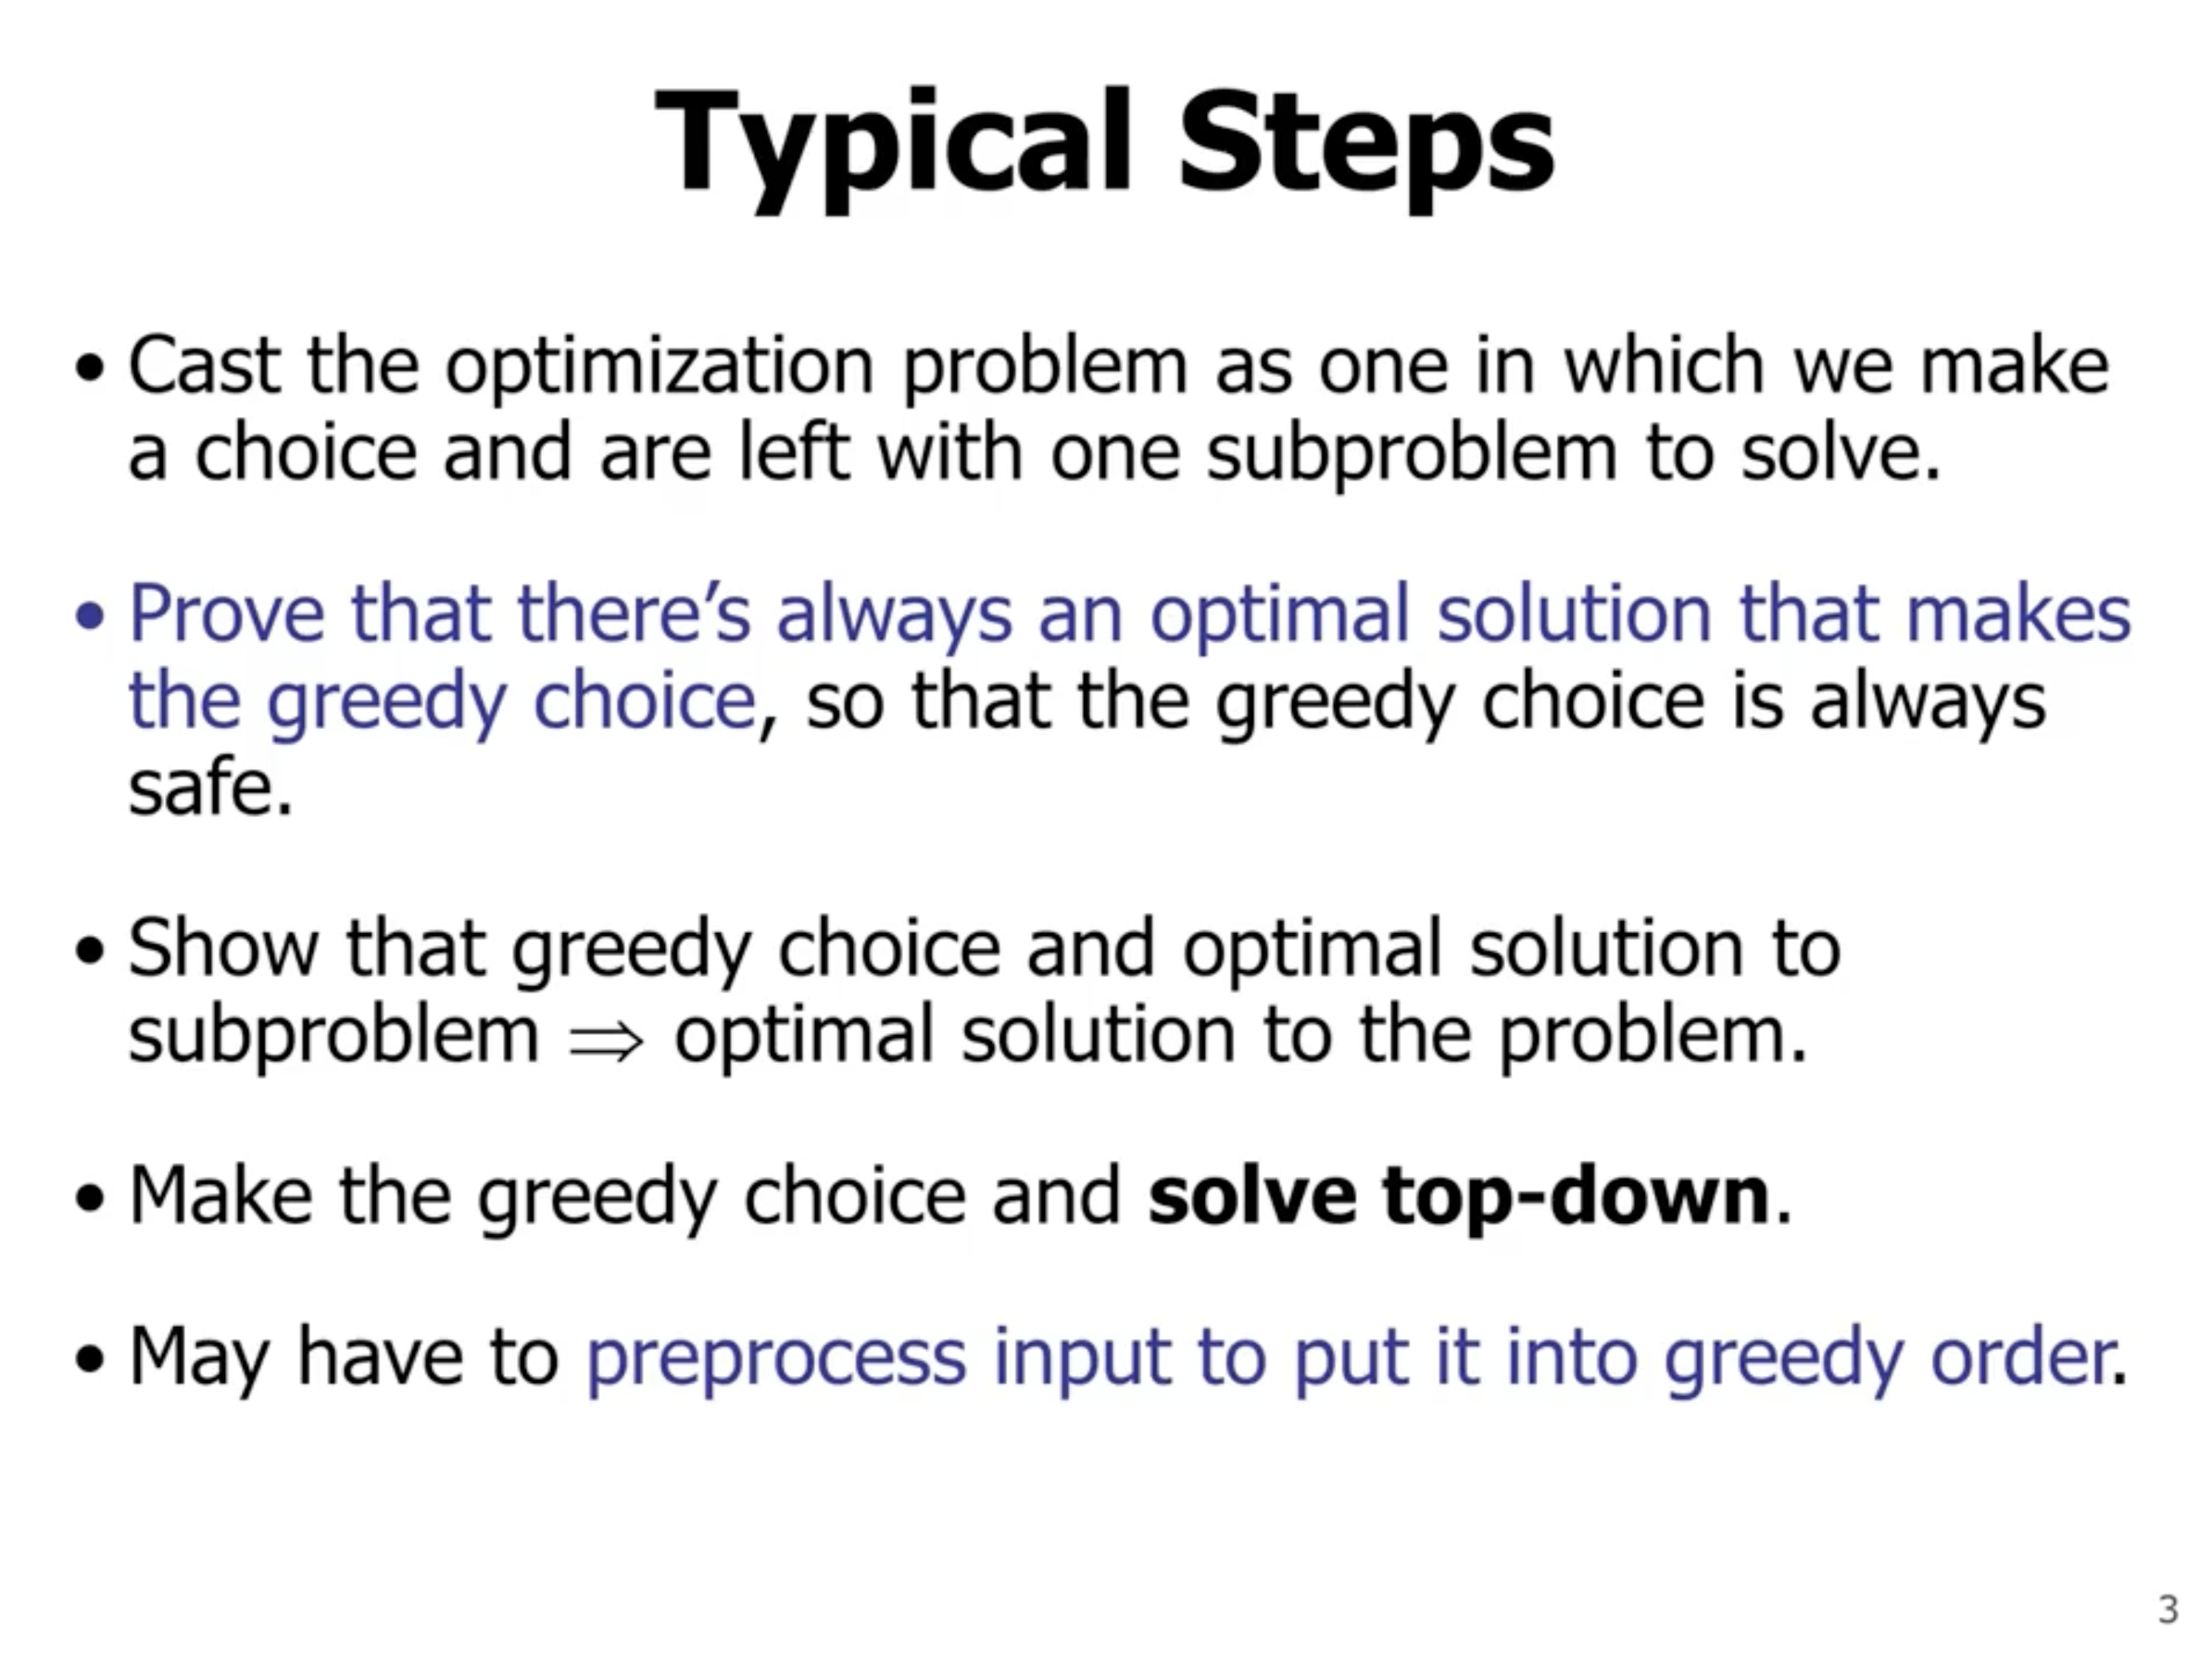 Typical Steps
• Cast the optimization problem as one in which we make
a choice and are left with one subproblem to solve.
• Prove that there’s always an optimal solution that makes
the greedy choice, so that the greedy choice is always
safe.
• Show that greedy choice and optimal solution to
subproblem ⇒ optimal solution to the problem.
• Make the greedy choice and solve top-down.
• May have to preprocess input to put it into greedy order.
3